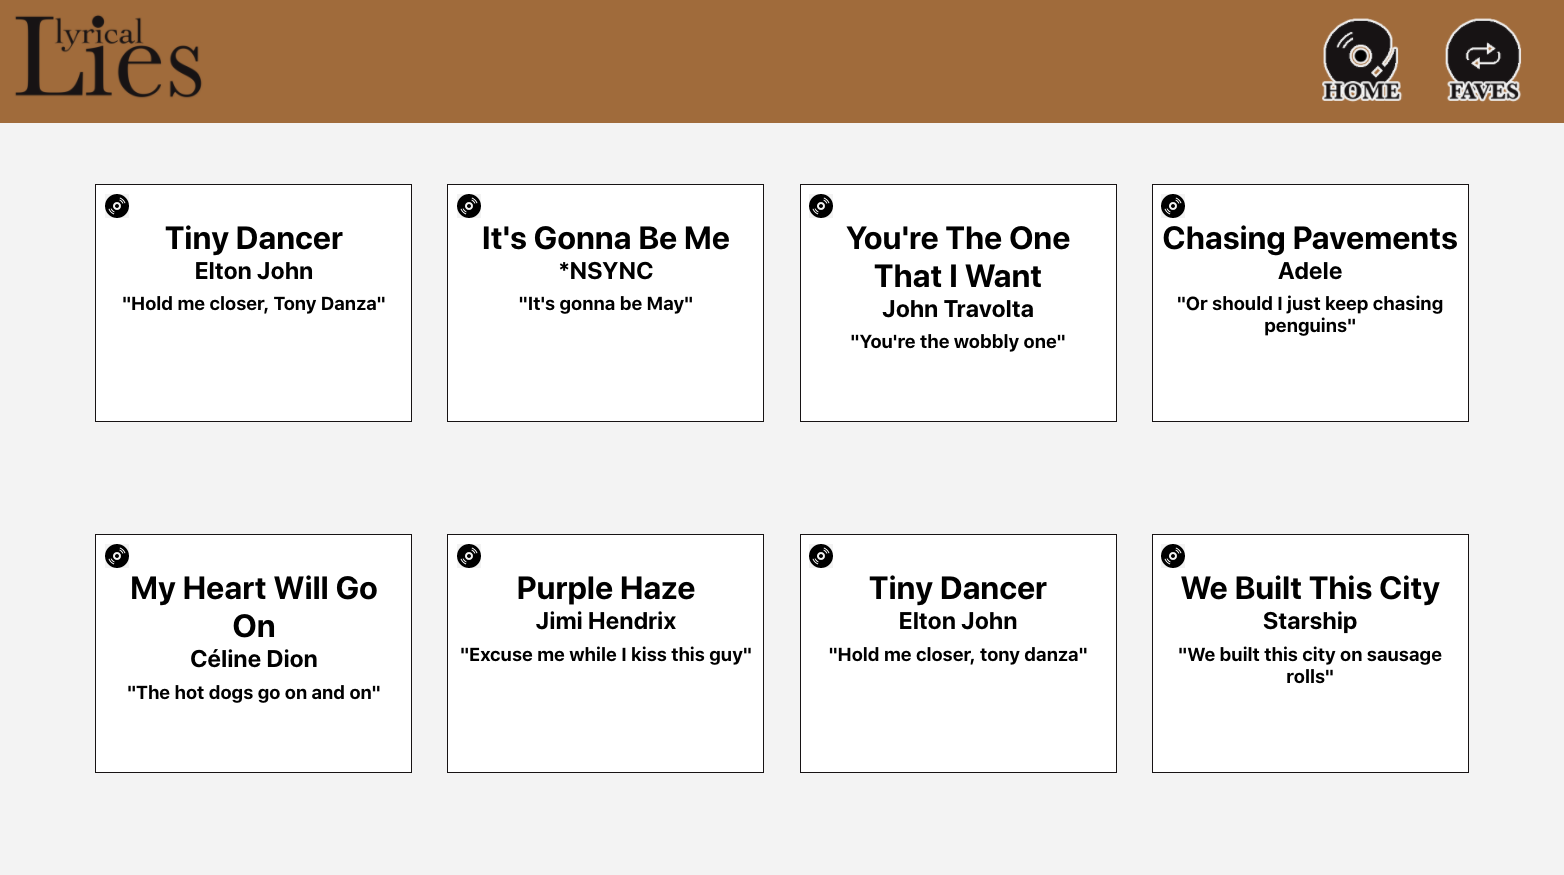 lyrical
Lies
HOME
FAVES
Tiny Dancer
Elton John
"Hold me closer, Tony Danza"
It's Gonna Be Me
*NSYNC
"It's gonna be May"
You're The One
That I Want
John Travolta
"You're the wobbly one"
Chasing Pavements
Adele
"Or should I just keep chasing
penguins"
My Heart Will Go
On
Céline Dion
"The hot dogs go on and on"
Purple Haze
Jimi Hendrix
"Excuse me while I kiss this guy"
Tiny Dancer
Elton John
"Hold me closer, tony danza"
We Built This City
Starship
"We built this city on sausage
rolls"